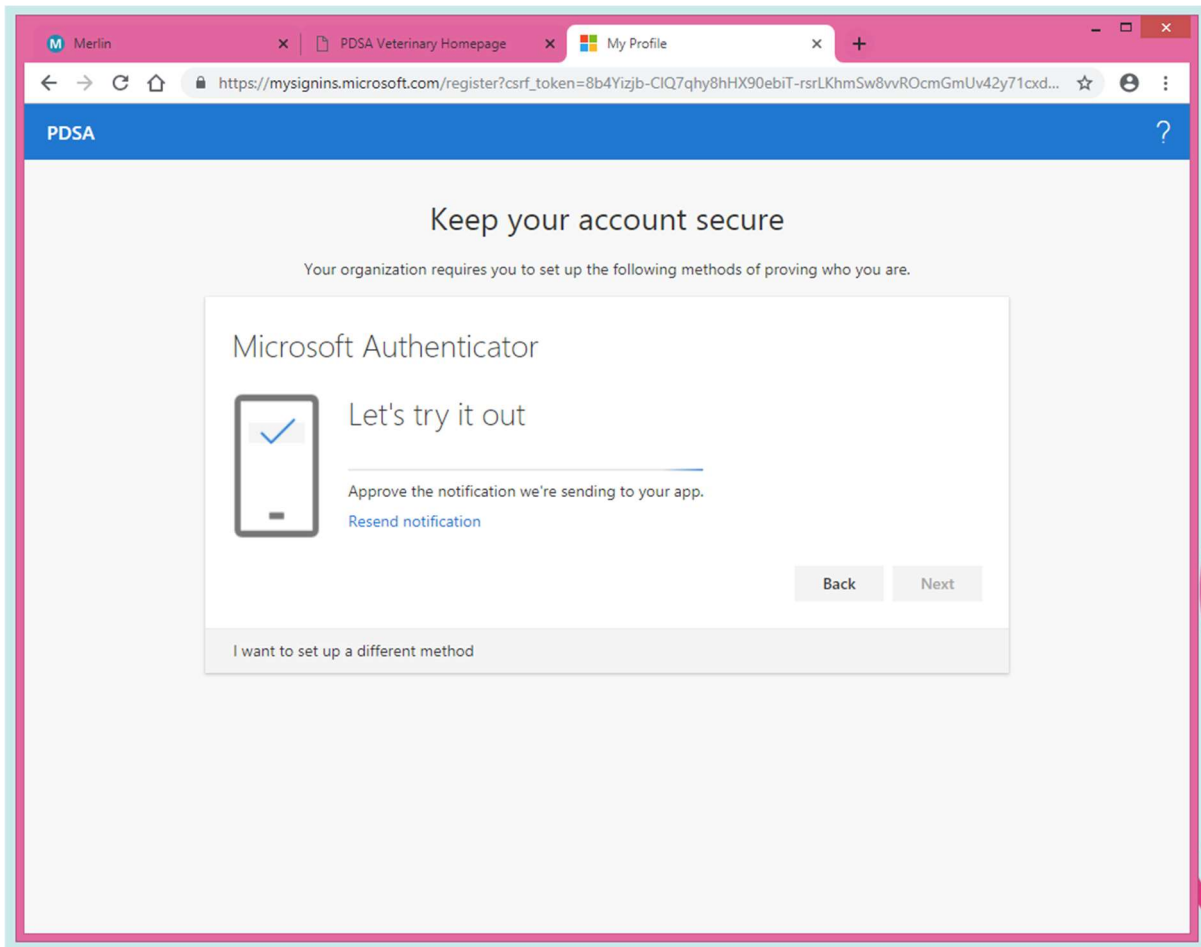 M Merlin
PDSA Veterinary Homepage
My Profile
https://mysignins.microsoft.com/register?csrf_token=8b4Yizjb-ClQ7qhy8hHX90ebiT-rsrLKhmSw8vvROcmGmUv42y71cxd...
PDSA ?
Keep your account secure
Your organization requires you to set up the following methods of proving who you are.
Microsoft Authenticator
Let's try it out
Approve the notification we're sending to your app.
Resend notification
Back Next
I want to set up a different method